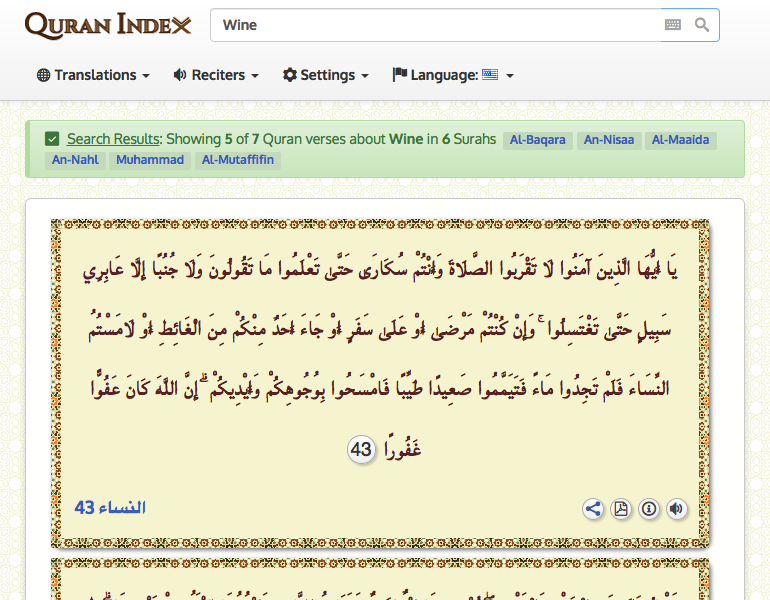 QURAN INDEX
Wine
Translations
Reciters
Settings
Language:
Search Results: Showing 5 of 7 Quran verses about Wine in 6 Surahs Al-Baqara An-Nisaa Al-Maaida
An-Nahl Muhammad Al-Mutaffifin
يَا أَيُّهَا الَّذِينَ آمَنُوا لَا تَقْرَبُوا الصَّلَاةَ وَأَنْتُمْ سُكَارَىٰ حَتَّىٰ تَعْلَمُوا مَا تَقُولُونَ وَلَا جُنُبًا إِلَّا عَابِرِي
سَبِيلٍ حَتَّىٰ تَغْتَسِلُوا ۚ وَإِنْ كُنْتُمْ مَرْضَىٰ أَوْ عَلَىٰ سَفَرٍ أَوْ جَاءَ أَحَدٌ مِنْكُمْ مِنَ الْغَائِطِ أَوْ لَامَسْتُمُ
النِّسَاءَ فَلَمْ تَجِدُوا مَاءً فَتَيَمَّمُوا صَعِيدًا طَيِّبًا فَامْسَحُوا بِوُجُوهِكُمْ وَأَيْدِيكُمْ ۗ إِنَّ اللَّهَ كَانَ عَفُوًّا
غَفُورًا 43
النساء 43